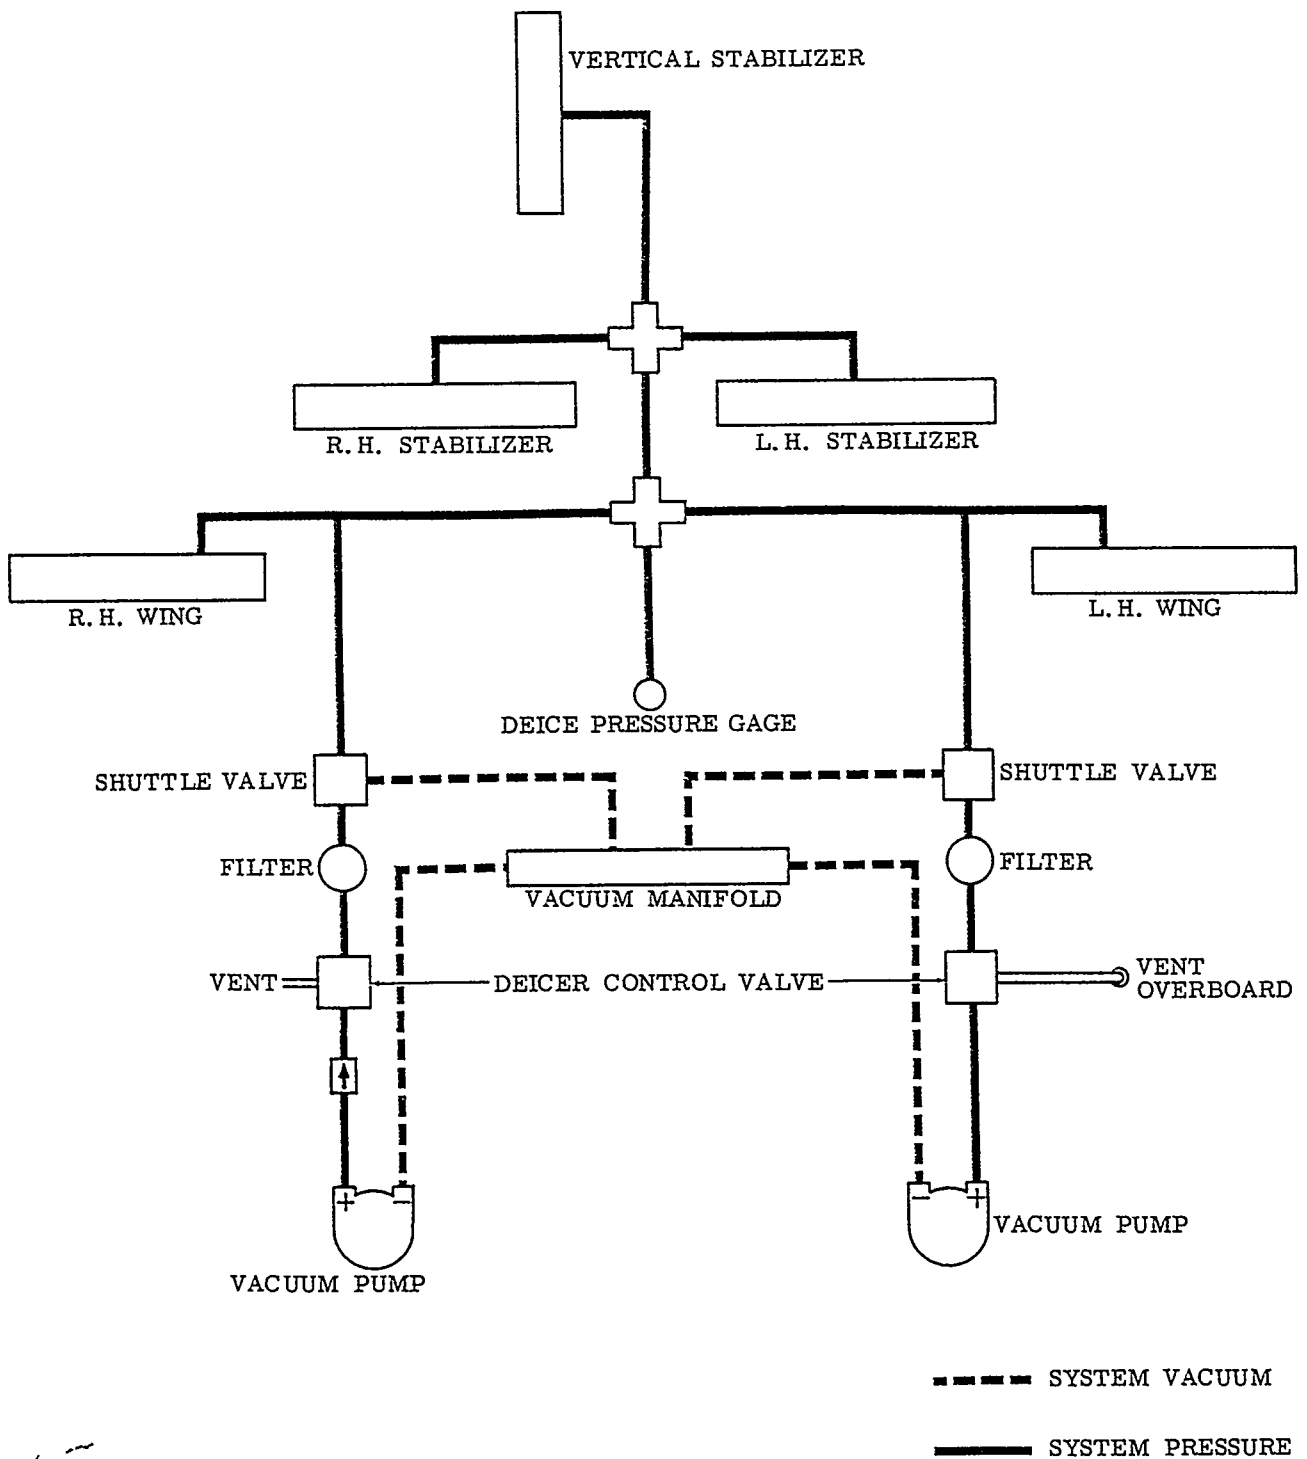 VERTICAL STABILIZER
R.H. STABILIZER
L.H. STABILIZER
R.H. WING
L.H. WING
DEICE PRESSURE GAGE
SHUTTLE VALVE
SHUTTLE VALVE
FILTER
FILTER
VACUUM MANIFOLD
VENT
DEICER CONTROL VALVE
VENT
OVERBOARD
+
-
-
+
VACUUM PUMP
VACUUM PUMP
SYSTEM VACUUM
SYSTEM PRESSURE